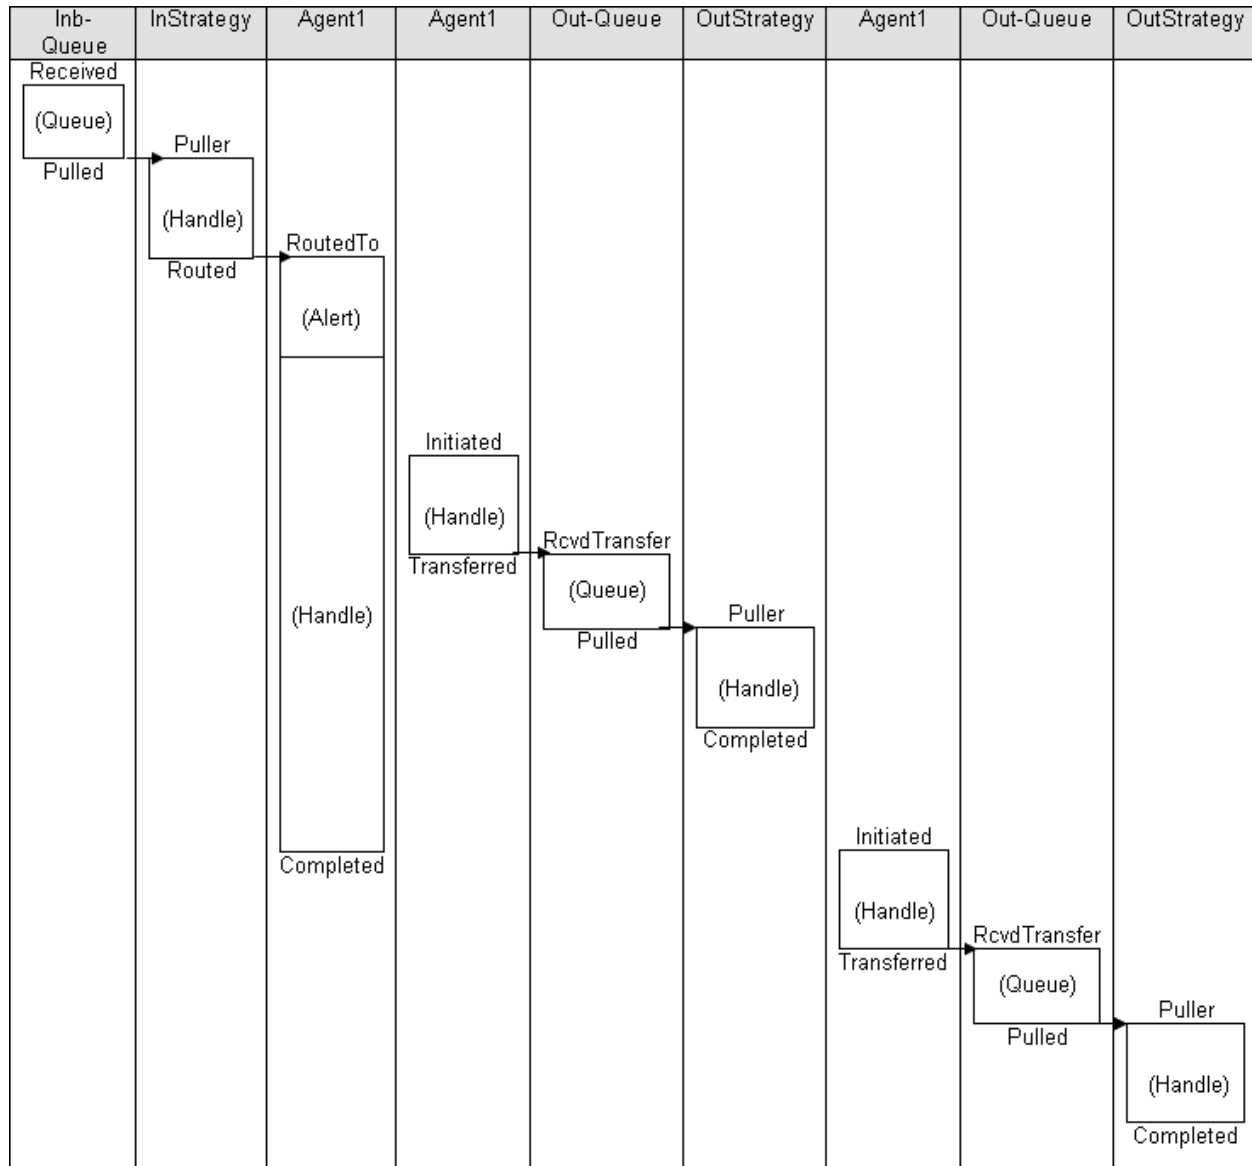 Inb-
Queue
InStrategy
Agent1
Agent1
Out-Queue
OutStrategy
Agent1
Out-Queue
OutStrategy
Received
(Queue)
Pulled
Puller
(Handle)
Routed
RoutedTo
(Alert)
(Handle)
Completed
Initiated
(Handle)
Transferred
RcvdTransfer
(Queue)
Pulled
Puller
(Handle)
Completed
Initiated
(Handle)
Transferred
RcvdTransfer
(Queue)
Pulled
Puller
(Handle)
Completed